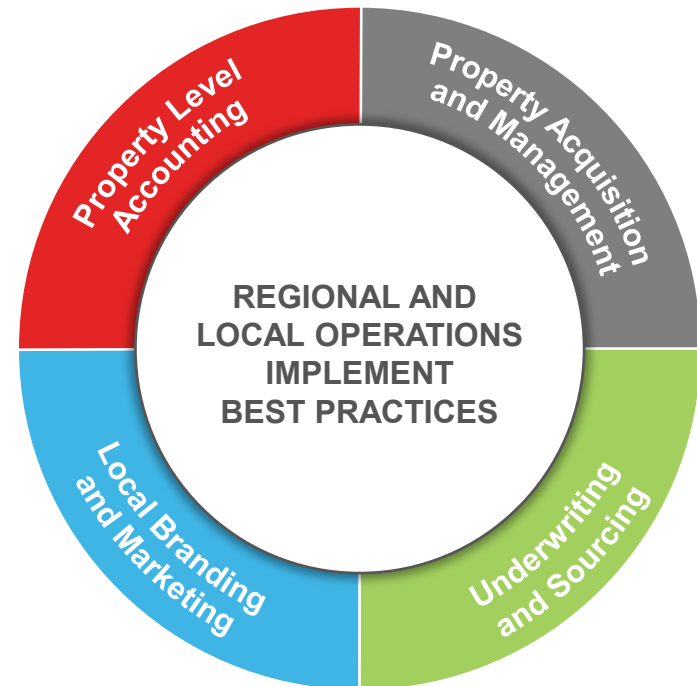 Property Level
Accounting
Property Acquisition
and Management
REGIONAL AND
LOCAL OPERATIONS
IMPLEMENT
BEST PRACTICES
Local Branding
and Marketing
Underwriting
and Sourcing